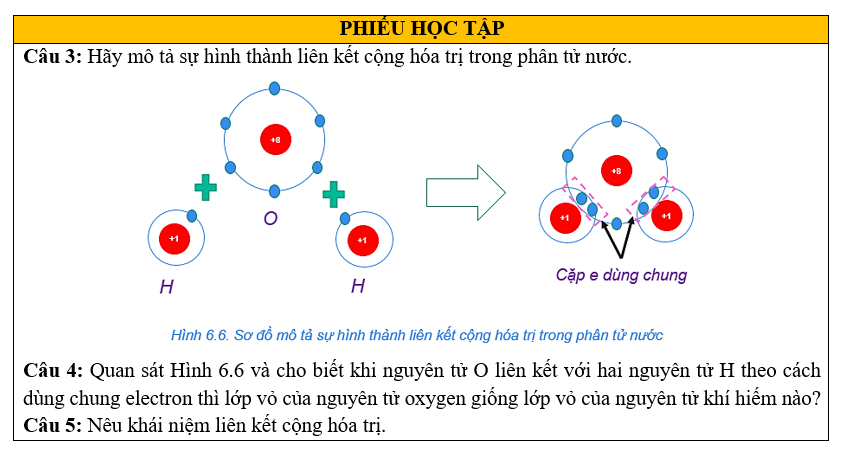 PHIẾU HỌC TẬP
Câu 3: Hãy mô tả sự hình thành liên kết cộng hóa trị trong phân tử nước.
+8
O
+1
H
+1
H
+8
+1
+1
Cặp e dùng chung
Hình 6.6. Sơ đồ mô tả sự hình thành liên kết cộng hóa trị trong phân tử nước
Câu 4: Quan sát Hình 6.6 và cho biết khi nguyên tử O liên kết với hai nguyên tử H theo cách
dùng chung electron thì lớp vỏ của nguyên tử oxygen giống lớp vỏ của nguyên tử khí hiếm nào?
Câu 5: Nêu khái niệm liên kết cộng hóa trị.